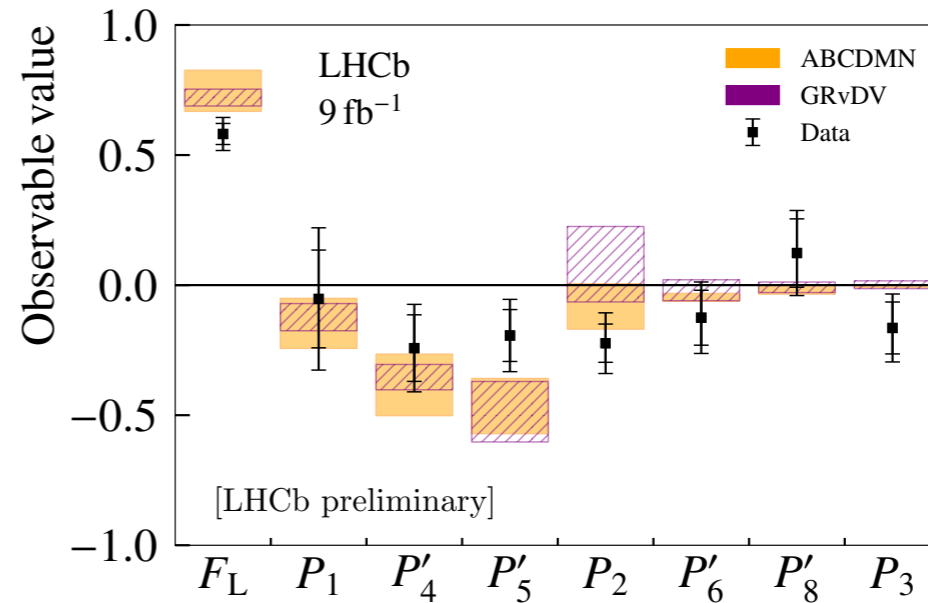 Observable value
1.0
0.5
0.0
−0.5
−1.0
LHCb
9 fb⁻¹
ABCDMN
GRvDV
Data
[LHCb preliminary]
F_L P_1 P′_4 P′_5 P_2 P′_6 P′_8 P_3